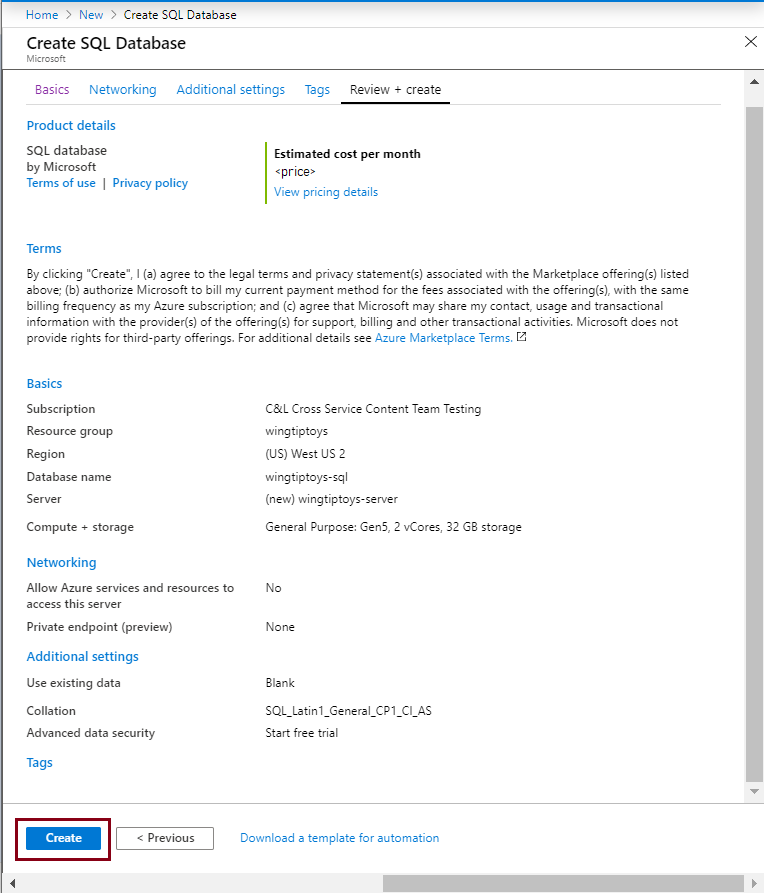 Home > New > Create SQL Database
Create SQL Database
Microsoft
Basics Networking Additional settings Tags Review + create
Product details
SQL database
by Microsoft
Terms of use | Privacy policy
Estimated cost per month
<price>
View pricing details
Terms
By clicking "Create", I (a) agree to the legal terms and privacy statement(s) associated with the Marketplace offering(s) listed
above; (b) authorize Microsoft to bill my current payment method for the fees associated with the offering(s), with the same
billing frequency as my Azure subscription; and (c) agree that Microsoft may share my contact, usage and transactional
information with the provider(s) of the offering(s) for support, billing and other transactional activities. Microsoft does not
provide rights for third-party offerings. For additional details see Azure Marketplace Terms.
Basics
Subscription C&L Cross Service Content Team Testing
Resource group wingtiptoys
Region (US) West US 2
Database name wingtiptoys-sql
Server (new) wingtiptoys-server
Compute + storage General Purpose: Gen5, 2 vCores, 32 GB storage
Networking
Allow Azure services and resources to No
access this server
Private endpoint (preview) None
Additional settings
Use existing data Blank
Collation SQL_Latin1_General_CP1_CI_AS
Advanced data security Start free trial
Tags
Create < Previous Download a template for automation